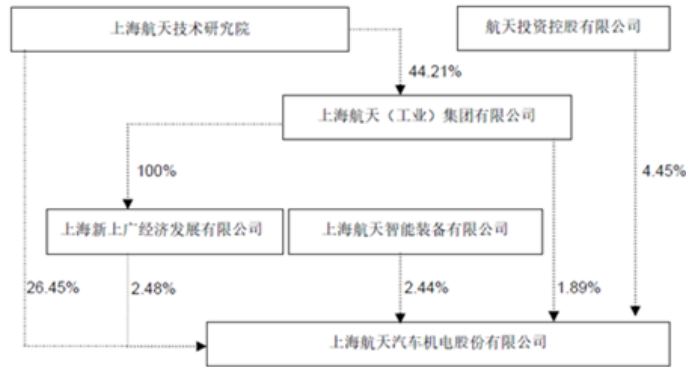 上海航天技术研究院
航天投资控股有限公司
44.21%
上海航天（工业）集团有限公司
100%
4.45%
上海新上广经济发展有限公司
上海航天智能装备有限公司
26.45%
2.48%
2.44%
1.89%
上海航天汽车机电股份有限公司